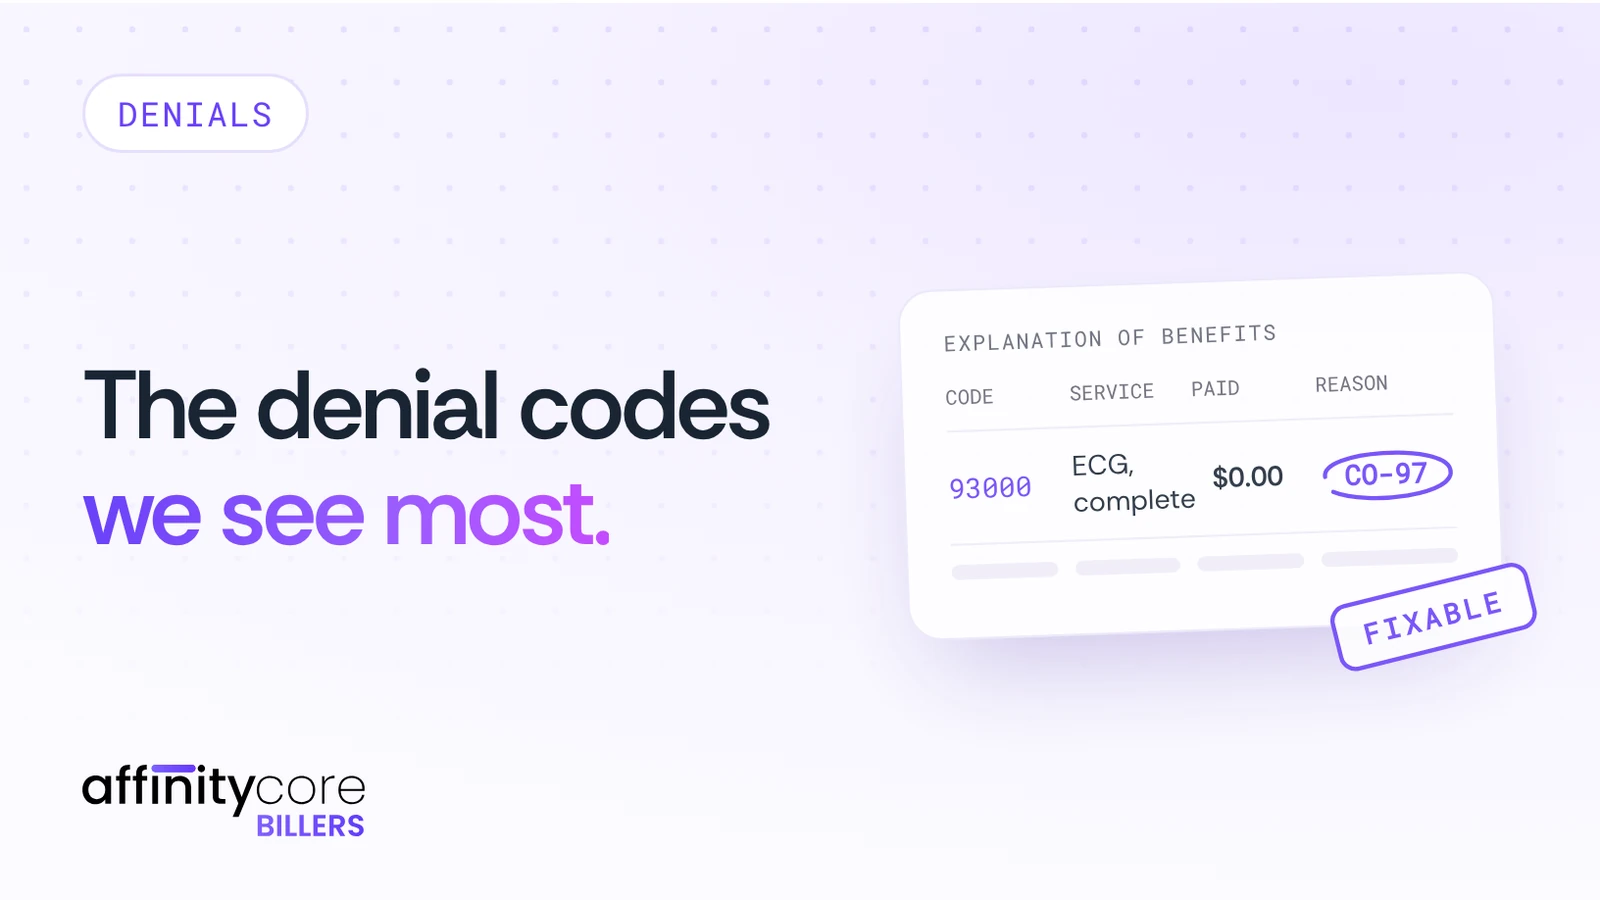 DENIALS
The denial codes
we see most.
EXPLANATION OF BENEFITS
CODE SERVICE PAID REASON
93000 ECG, complete $0.00 CO-97
FIXABLE
affinitycore
BILLERS